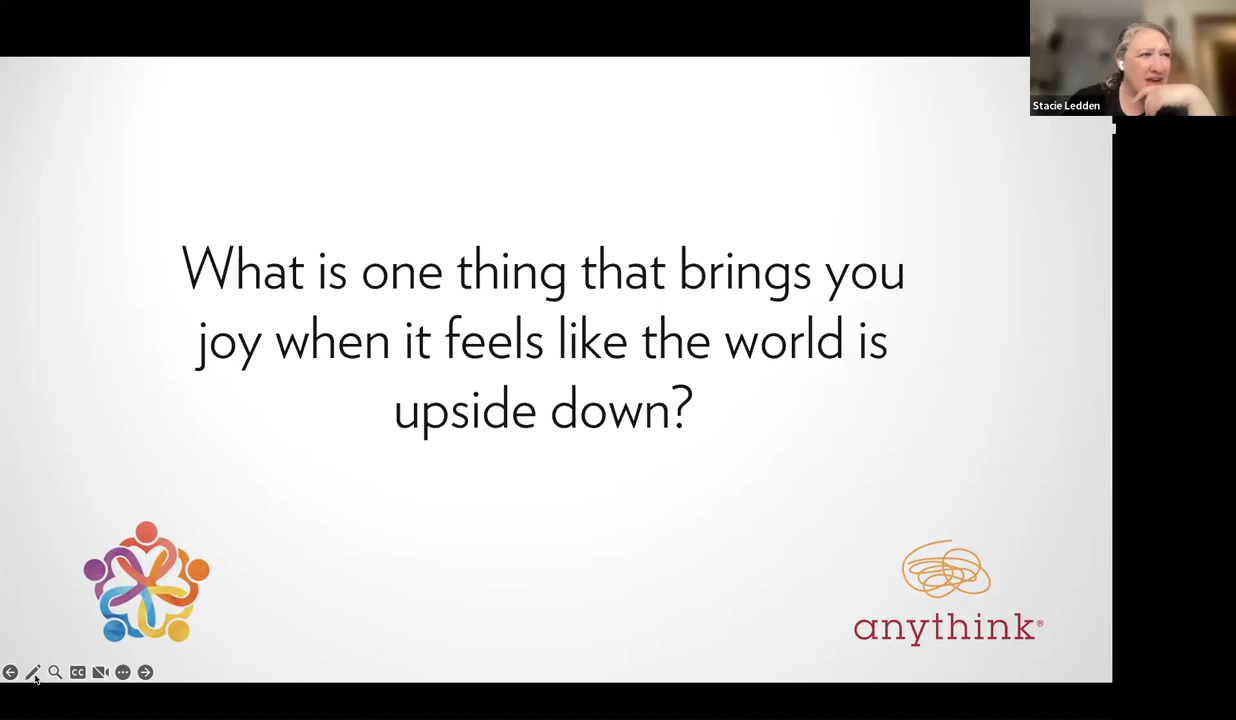 Stacie Ledden
What is one thing that brings you
joy when it feels like the world is
upside down?
anythink®
CC